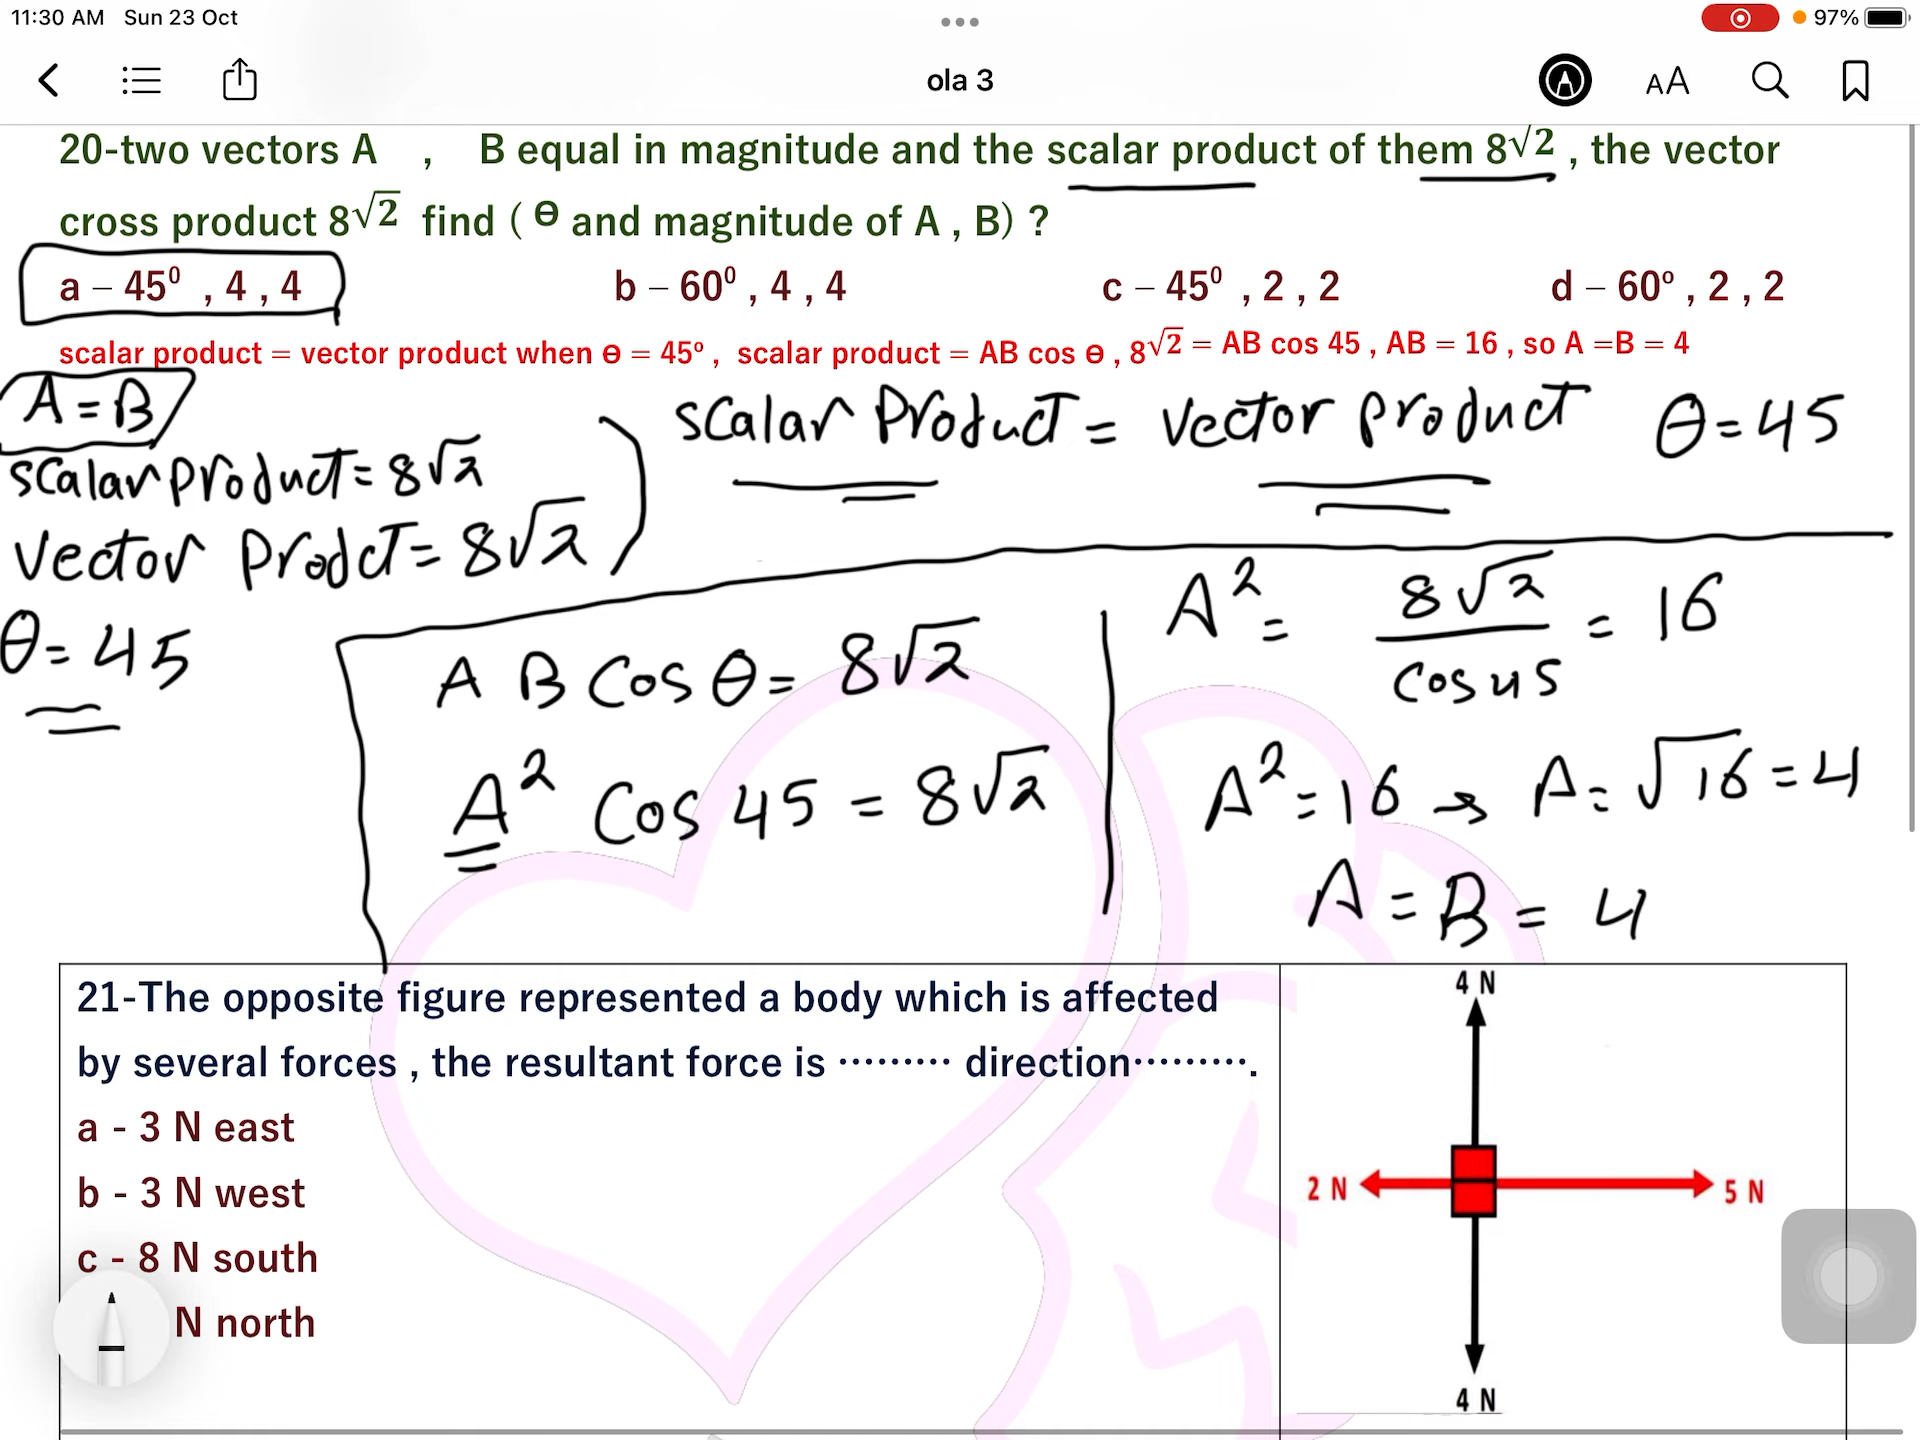 11:30 AM Sun 23 Oct
97%
ola 3
AA
20-two vectors A , B equal in magnitude and the scalar product of them 8√2 , the vector
cross product 8√2 find ( θ and magnitude of A , B) ?
a – 45⁰ , 4 , 4 b – 60⁰ , 4 , 4 c – 45⁰ , 2 , 2 d – 60º , 2 , 2
scalar product = vector product when θ = 45º , scalar product = AB cos θ , 8√2 = AB cos 45 , AB = 16 , so A =B = 4
A = B
scalar Product = 8√2
Vector Prodct = 8√2
θ = 45
scalar Product = Vector product θ = 45
A B Cos θ = 8√2
A² Cos 45 = 8√2
A² = 8√2 / cos 45 = 16
A² = 16 → A = √16 = 4
A = B = 4
21-The opposite figure represented a body which is affected
by several forces , the resultant force is ········· direction·········.
a - 3 N east
b - 3 N west
c - 8 N south
N north
4 N
2 N
5 N
4 N